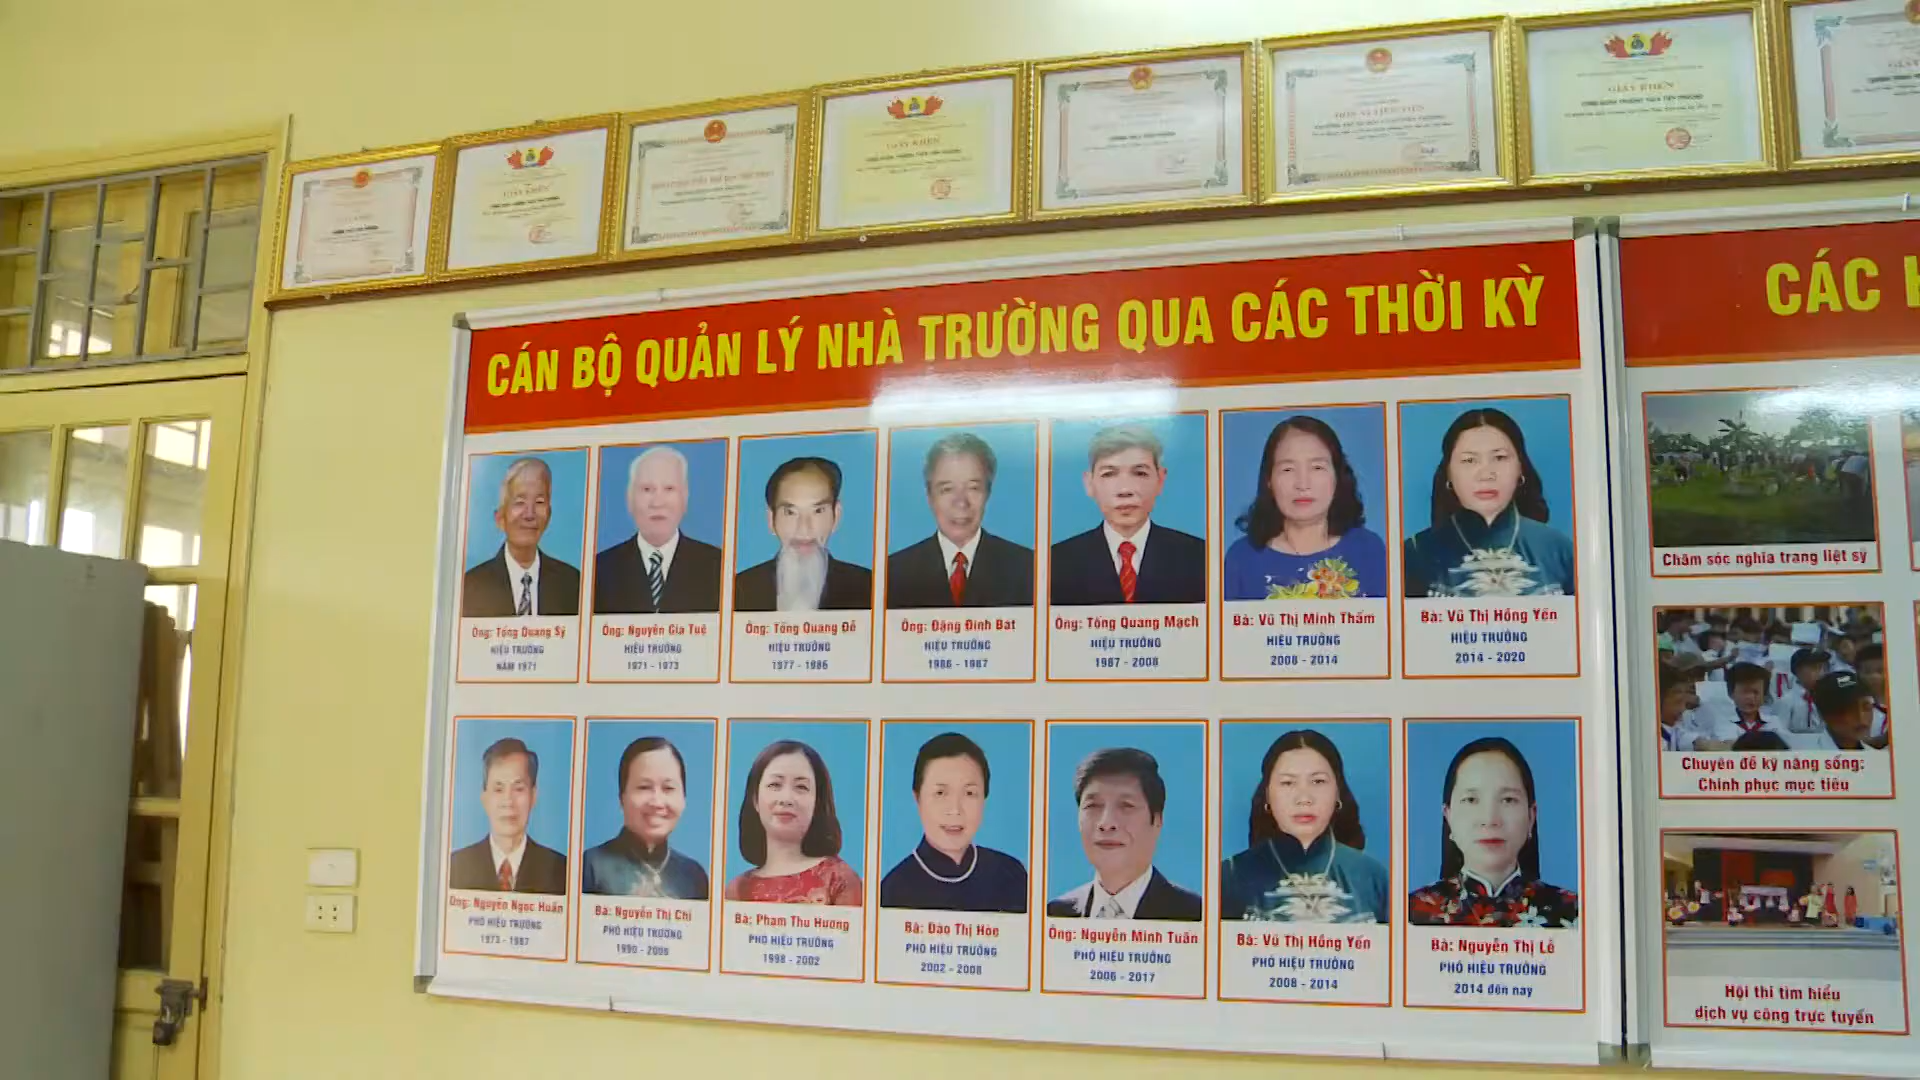 GIẤY KHEN
GIẤY KHEN
GIẤY KHEN
CÁN BỘ QUẢN LÝ NHÀ TRƯỜNG QUA CÁC THỜI KỲ
Ông: Tống Quang Sỹ
HIỆU TRƯỞNG
NĂM 1971
Ông: Nguyễn Gia Tuệ
HIỆU TRƯỞNG
1971 - 1973
Ông: Tống Quang Đễ
HIỆU TRƯỞNG
1977 - 1986
Ông: Đặng Đình Bạt
HIỆU TRƯỞNG
1986 - 1987
Ông: Tống Quang Mạch
HIỆU TRƯỞNG
1987 - 2008
Bà: Vũ Thị Minh Thấm
HIỆU TRƯỞNG
2008 - 2014
Bà: Vũ Thị Hồng Yến
HIỆU TRƯỞNG
2014 - 2020
Ông: Nguyễn Ngọc Huấn
PHÓ HIỆU TRƯỞNG
1973 - 1987
Bà: Nguyễn Thị Chi
PHÓ HIỆU TRƯỞNG
1990 - 2006
Bà: Phạm Thu Hương
PHÓ HIỆU TRƯỞNG
1998 - 2002
Bà: Đào Thị Hòe
PHÓ HIỆU TRƯỞNG
2002 - 2008
Ông: Nguyễn Minh Tuân
PHÓ HIỆU TRƯỞNG
2006 - 2017
Bà: Vũ Thị Hồng Yến
PHÓ HIỆU TRƯỞNG
2008 - 2014
Bà: Nguyễn Thị Lê
PHÓ HIỆU TRƯỞNG
2014 đến nay
CÁC
Chăm sóc nghĩa trang liệt sỹ
Chuyên đề kỹ năng sống:
Chinh phục mục tiêu
Hội thi tìm hiểu
dịch vụ công trực tuyến